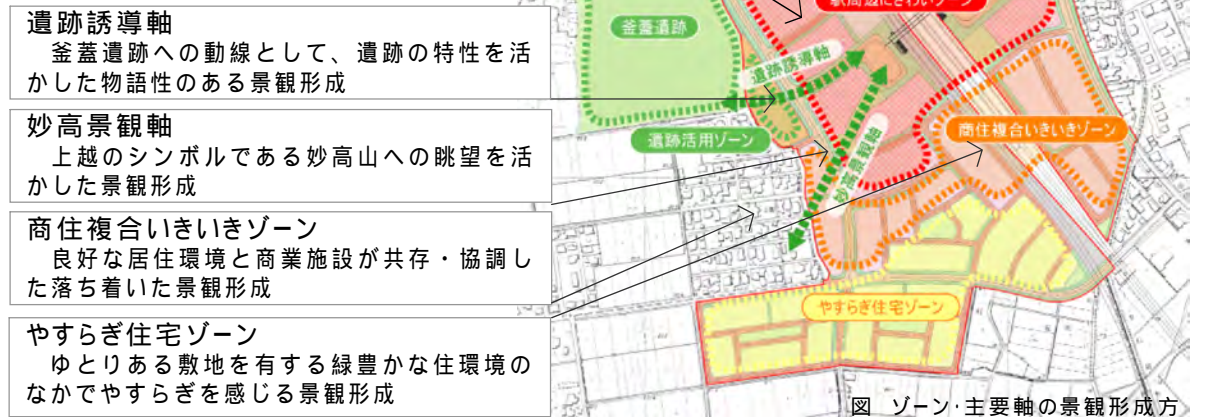 遺跡誘導軸
釜蓋遺跡への動線として、遺跡の特性を活
かした物語性のある景観形成
妙高景観軸
上越のシンボルである妙高山への眺望を活
かした景観形成
商住複合いきいきゾーン
良好な居住環境と商業施設が共存・協調し
た落ち着いた景観形成
やすらぎ住宅ゾーン
ゆとりある敷地を有する緑豊かな住環境の
なかでやすらぎを感じる景観形成
駅周辺にぎわいゾーン
釜蓋遺跡
遺跡誘導軸
遺跡活用ゾーン
妙高景観軸
商住複合いきいきゾーン
やすらぎ住宅ゾーン
図 ゾーン・主要軸の景観形成方